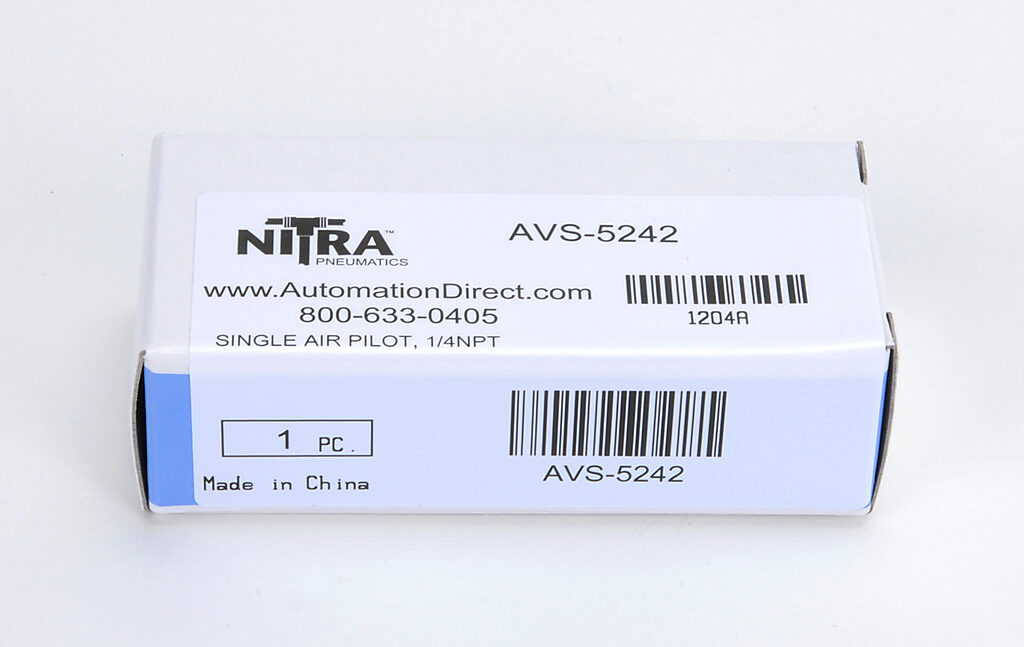 NITRA™
PNEUMATICS
AVS-5242
www.AutomationDirect.com
800-633-0405
1204A
SINGLE AIR PILOT, 1/4NPT
1 PC.
Made in China
AVS-5242